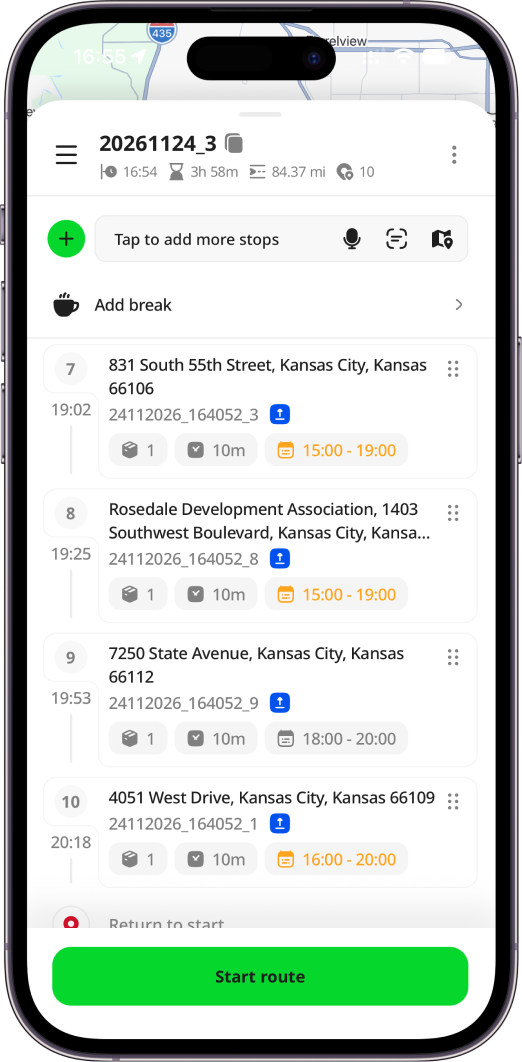 435
relview
16:55
20261124_3
16:54 3h 58m 84.37 mi 10
Tap to add more stops
Add break
7
831 South 55th Street, Kansas City, Kansas
66106
19:02
24112026_164052_3
1 10m 15:00 - 19:00
8
Rosedale Development Association, 1403
Southwest Boulevard, Kansas City, Kansa...
19:25
24112026_164052_8
1 10m 15:00 - 19:00
9
7250 State Avenue, Kansas City, Kansas
66112
19:53
24112026_164052_9
1 10m 18:00 - 20:00
10
4051 West Drive, Kansas City, Kansas 66109
24112026_164052_1
20:18
1 10m 16:00 - 20:00
Return to start
Start route